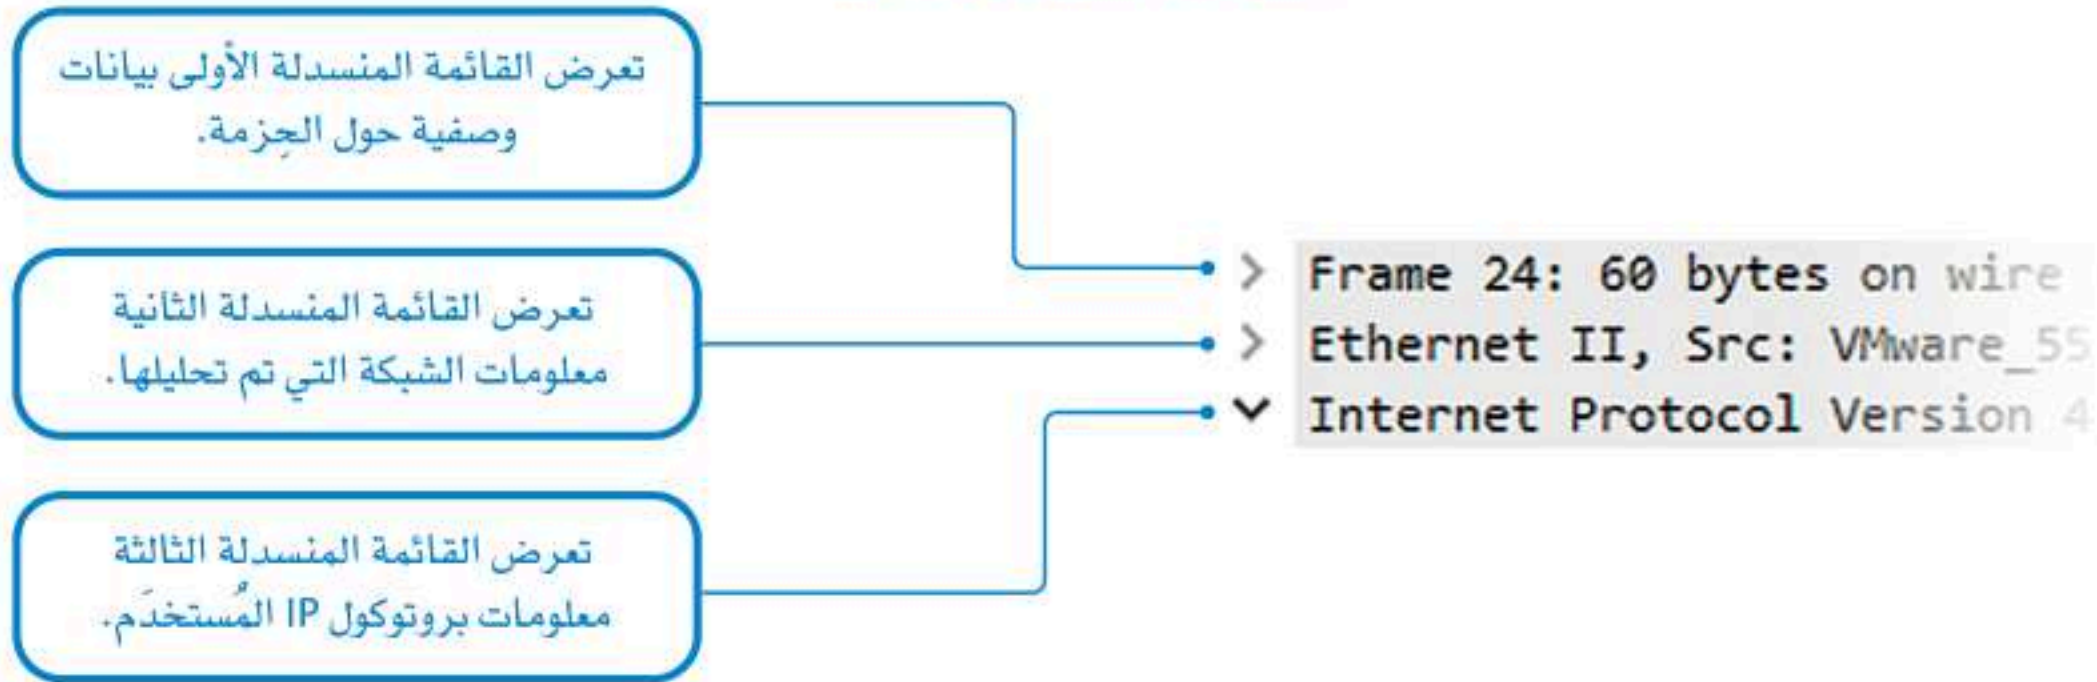 تعرض القائمة المنسدلة الأولى بيانات
وصفية حول الحِزمة.
تعرض القائمة المنسدلة الثانية
معلومات الشبكة التي تم تحليلها.
تعرض القائمة المنسدلة الثالثة
معلومات بروتوكول IP المُستخدَم.
> Frame 24: 60 bytes on wire
> Ethernet II, Src: VMware_55
Internet Protocol Version 4